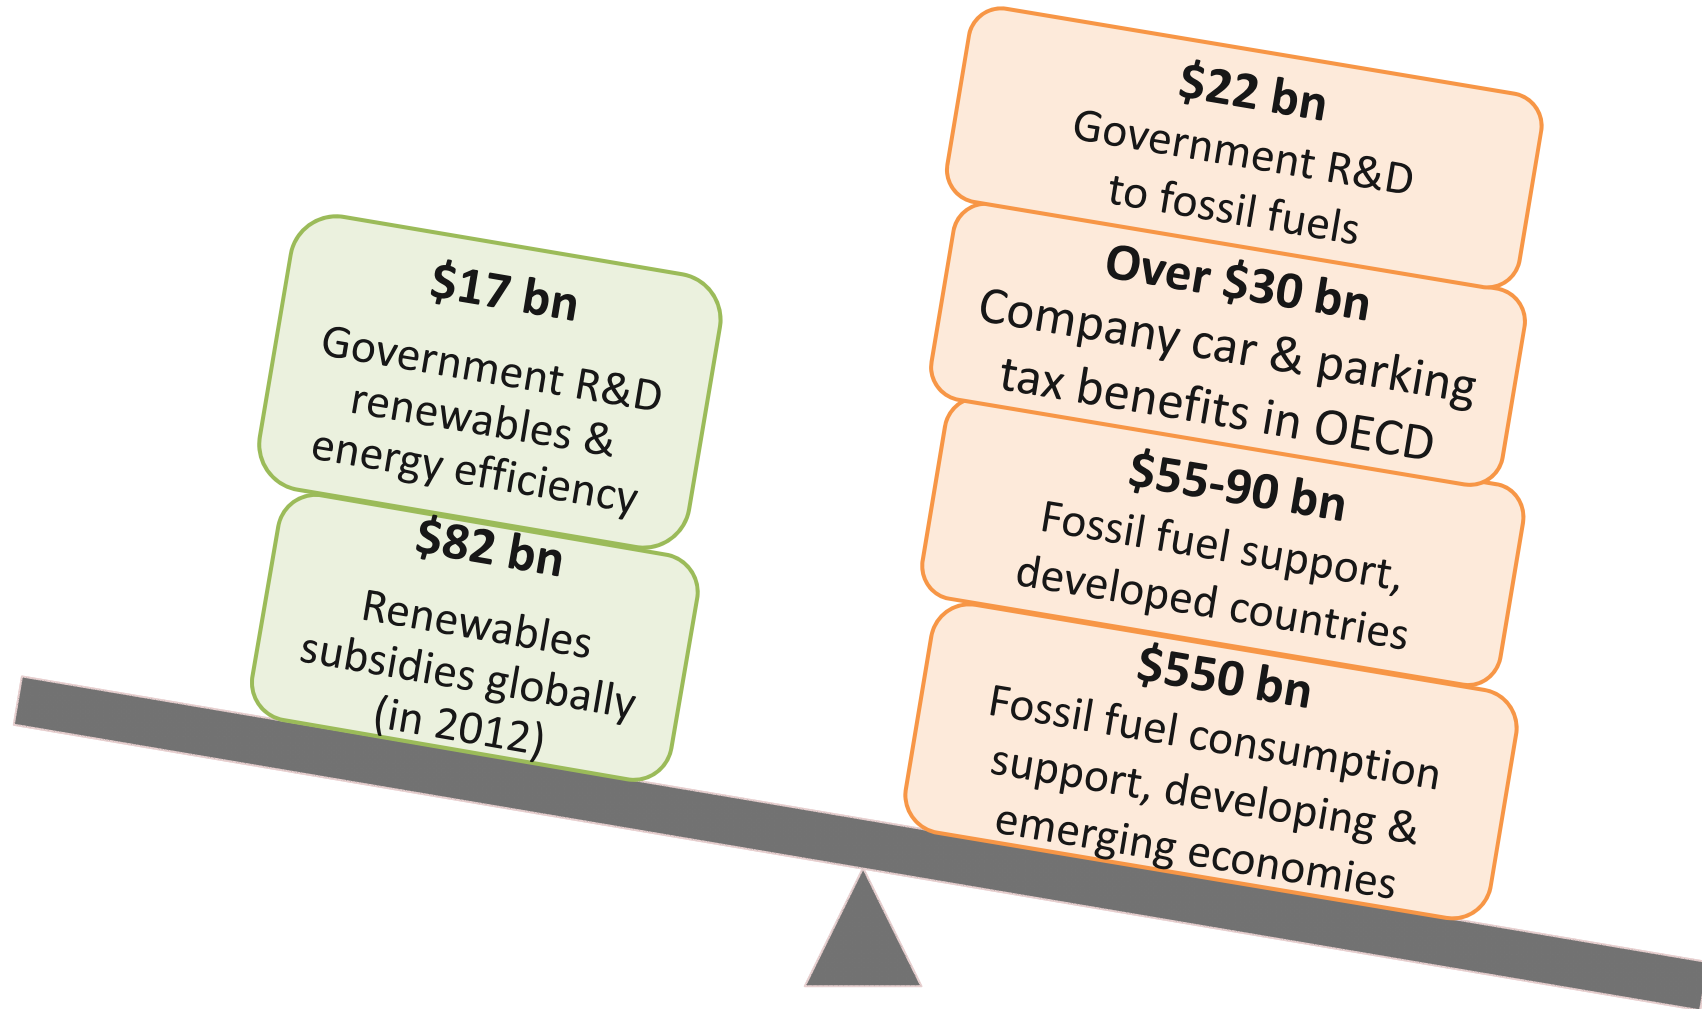 $17 bn
Government R&D
renewables &
energy efficiency
$82 bn
Renewables
subsidies globally
(in 2012)
$22 bn
Government R&D
to fossil fuels
Over $30 bn
Company car & parking
tax benefits in OECD
$55-90 bn
Fossil fuel support,
developed countries
$550 bn
Fossil fuel consumption
support, developing &
emerging economies